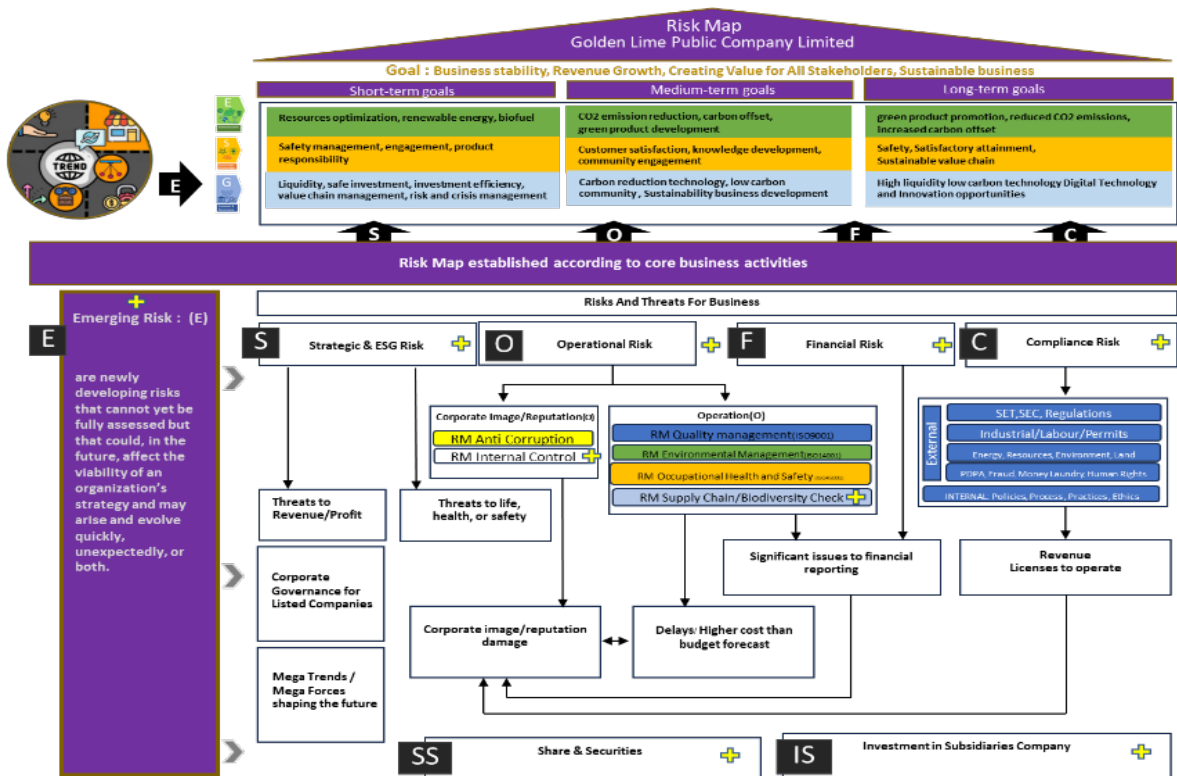 Risk Map
Golden Lime Public Company Limited
Goal : Business stability, Revenue Growth, Creating Value for All Stakeholders, Sustainable business
Short-term goals
Medium-term goals
Long-term goals
TREND
E
E
Resources optimization, renewable energy, biofuel
CO2 emission reduction, carbon offset,
green product development
green product promotion, reduced CO2 emissions,
Increased carbon offset
S
Safety management, engagement, product
responsibility
Customer satisfaction, knowledge development,
community engagement
Safety, Satisfactory attainment,
Sustainable value chain
G
Liquidity, safe investment, investment efficiency,
value chain management, risk and crisis management
Carbon reduction technology, low carbon
community , Sustainability business development
High liquidity low carbon technology Digital Technology
and Innovation opportunities
S
O
F
C
Risk Map established according to core business activities
Risks And Threats For Business
E
Emerging Risk : (E)
are newly
developing risks
that cannot yet be
fully assessed but
that could, in the
future, affect the
viability of an
organization's
strategy and may
arise and evolve
quickly,
unexpectedly, or
both.
S
Strategic & ESG Risk
O
Operational Risk
F
Financial Risk
C
Compliance Risk
Corporate Image/Reputation(CI)
RM Anti Corruption
RM Internal Control
Operation(O)
RM Quality management(ISO9001)
RM Environmental Management(ISO14001)
RM Occupational Health and Safety
RM Supply Chain/Biodiversity Check
External
SET,SEC, Regulations
Industrial/Labour/Permits
Energy, Resources, Environment, Land
PDPA, Fraud, Money Laundry, Human Rights
INTERNAL: Policies, Process, Practices, Ethics
Threats to
Revenue/Profit
Threats to life,
health, or safety
Significant issues to financial
reporting
Revenue
Licenses to operate
Corporate
Governance for
Listed Companies
Corporate image/reputation
damage
Delays/ Higher cost than
budget forecast
Mega Trends /
Mega Forces
shaping the future
SS
Share & Securities
IS
Investment in Subsidiaries Company